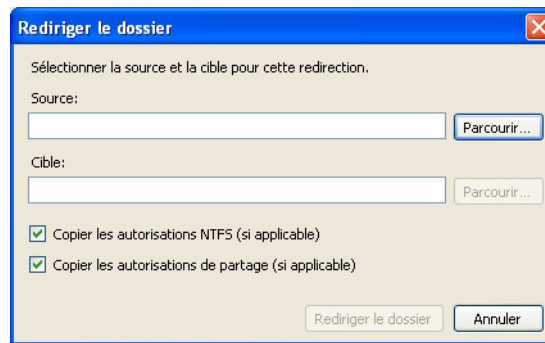 Rediriger le dossier
Sélectionner la source et la cible pour cette redirection.
Source:
Parcourir...
Cible:
Parcourir...
Copier les autorisations NTFS (si applicable)
Copier les autorisations de partage (si applicable)
Rediriger le dossier Annuler